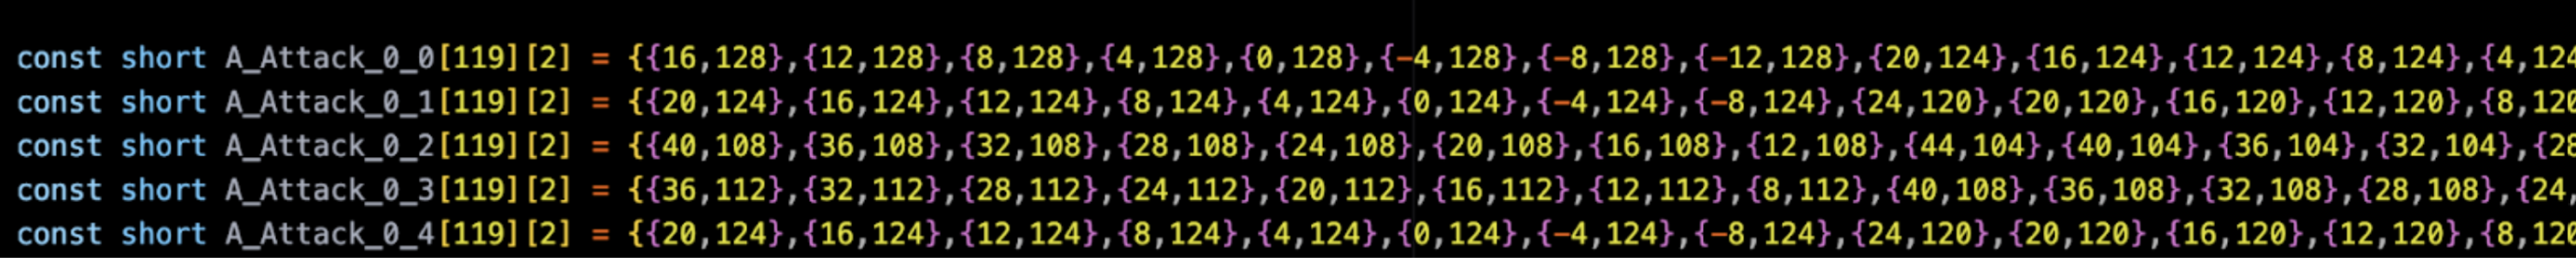 const short A_Attack_0_0[119][2] = {{16,128},{12,128},{8,128},{4,128},{0,128},{-4,128},{-8,128},{-12,128},{20,124},{16,124},{12,124},{8,124},{4,124
const short A_Attack_0_1[119][2] = {{20,124},{16,124},{12,124},{8,124},{4,124},{0,124},{-4,124},{-8,124},{24,120},{20,120},{16,120},{12,120},{8,120
const short A_Attack_0_2[119][2] = {{40,108},{36,108},{32,108},{28,108},{24,108},{20,108},{16,108},{12,108},{44,104},{40,104},{36,104},{32,104},{28
const short A_Attack_0_3[119][2] = {{36,112},{32,112},{28,112},{24,112},{20,112},{16,112},{12,112},{8,112},{40,108},{36,108},{32,108},{28,108},{24,
const short A_Attack_0_4[119][2] = {{20,124},{16,124},{12,124},{8,124},{4,124},{0,124},{-4,124},{-8,124},{24,120},{20,120},{16,120},{12,120},{8,120